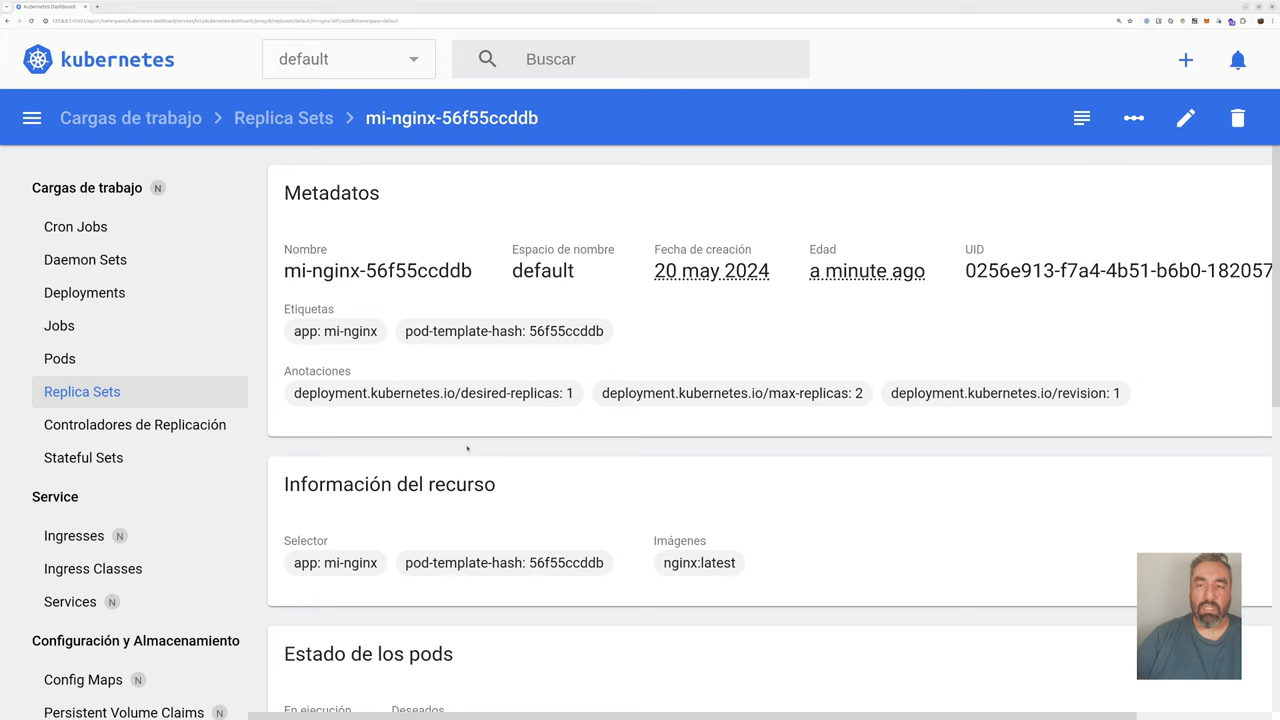 Kubernetes Dashboard
kubernetes
default
Buscar
Cargas de trabajo
Replica Sets
mi-nginx-56f55ccddb
Cargas de trabajo N
Cron Jobs
Daemon Sets
Deployments
Jobs
Pods
Replica Sets
Controladores de Replicación
Stateful Sets
Service
Ingresses N
Ingress Classes
Services N
Configuración y Almacenamiento
Config Maps N
Persistent Volume Claims N
Metadatos
Nombre
mi-nginx-56f55ccddb
Espacio de nombre
default
Fecha de creación
20 may 2024
Edad
a minute ago
UID
0256e913-f7a4-4b51-b6b0-182057
Etiquetas
app: mi-nginx
pod-template-hash: 56f55ccddb
Anotaciones
deployment.kubernetes.io/desired-replicas: 1
deployment.kubernetes.io/max-replicas: 2
deployment.kubernetes.io/revision: 1
Información del recurso
Selector
app: mi-nginx
pod-template-hash: 56f55ccddb
Imágenes
nginx:latest
Estado de los pods
En ejecución
Deseados